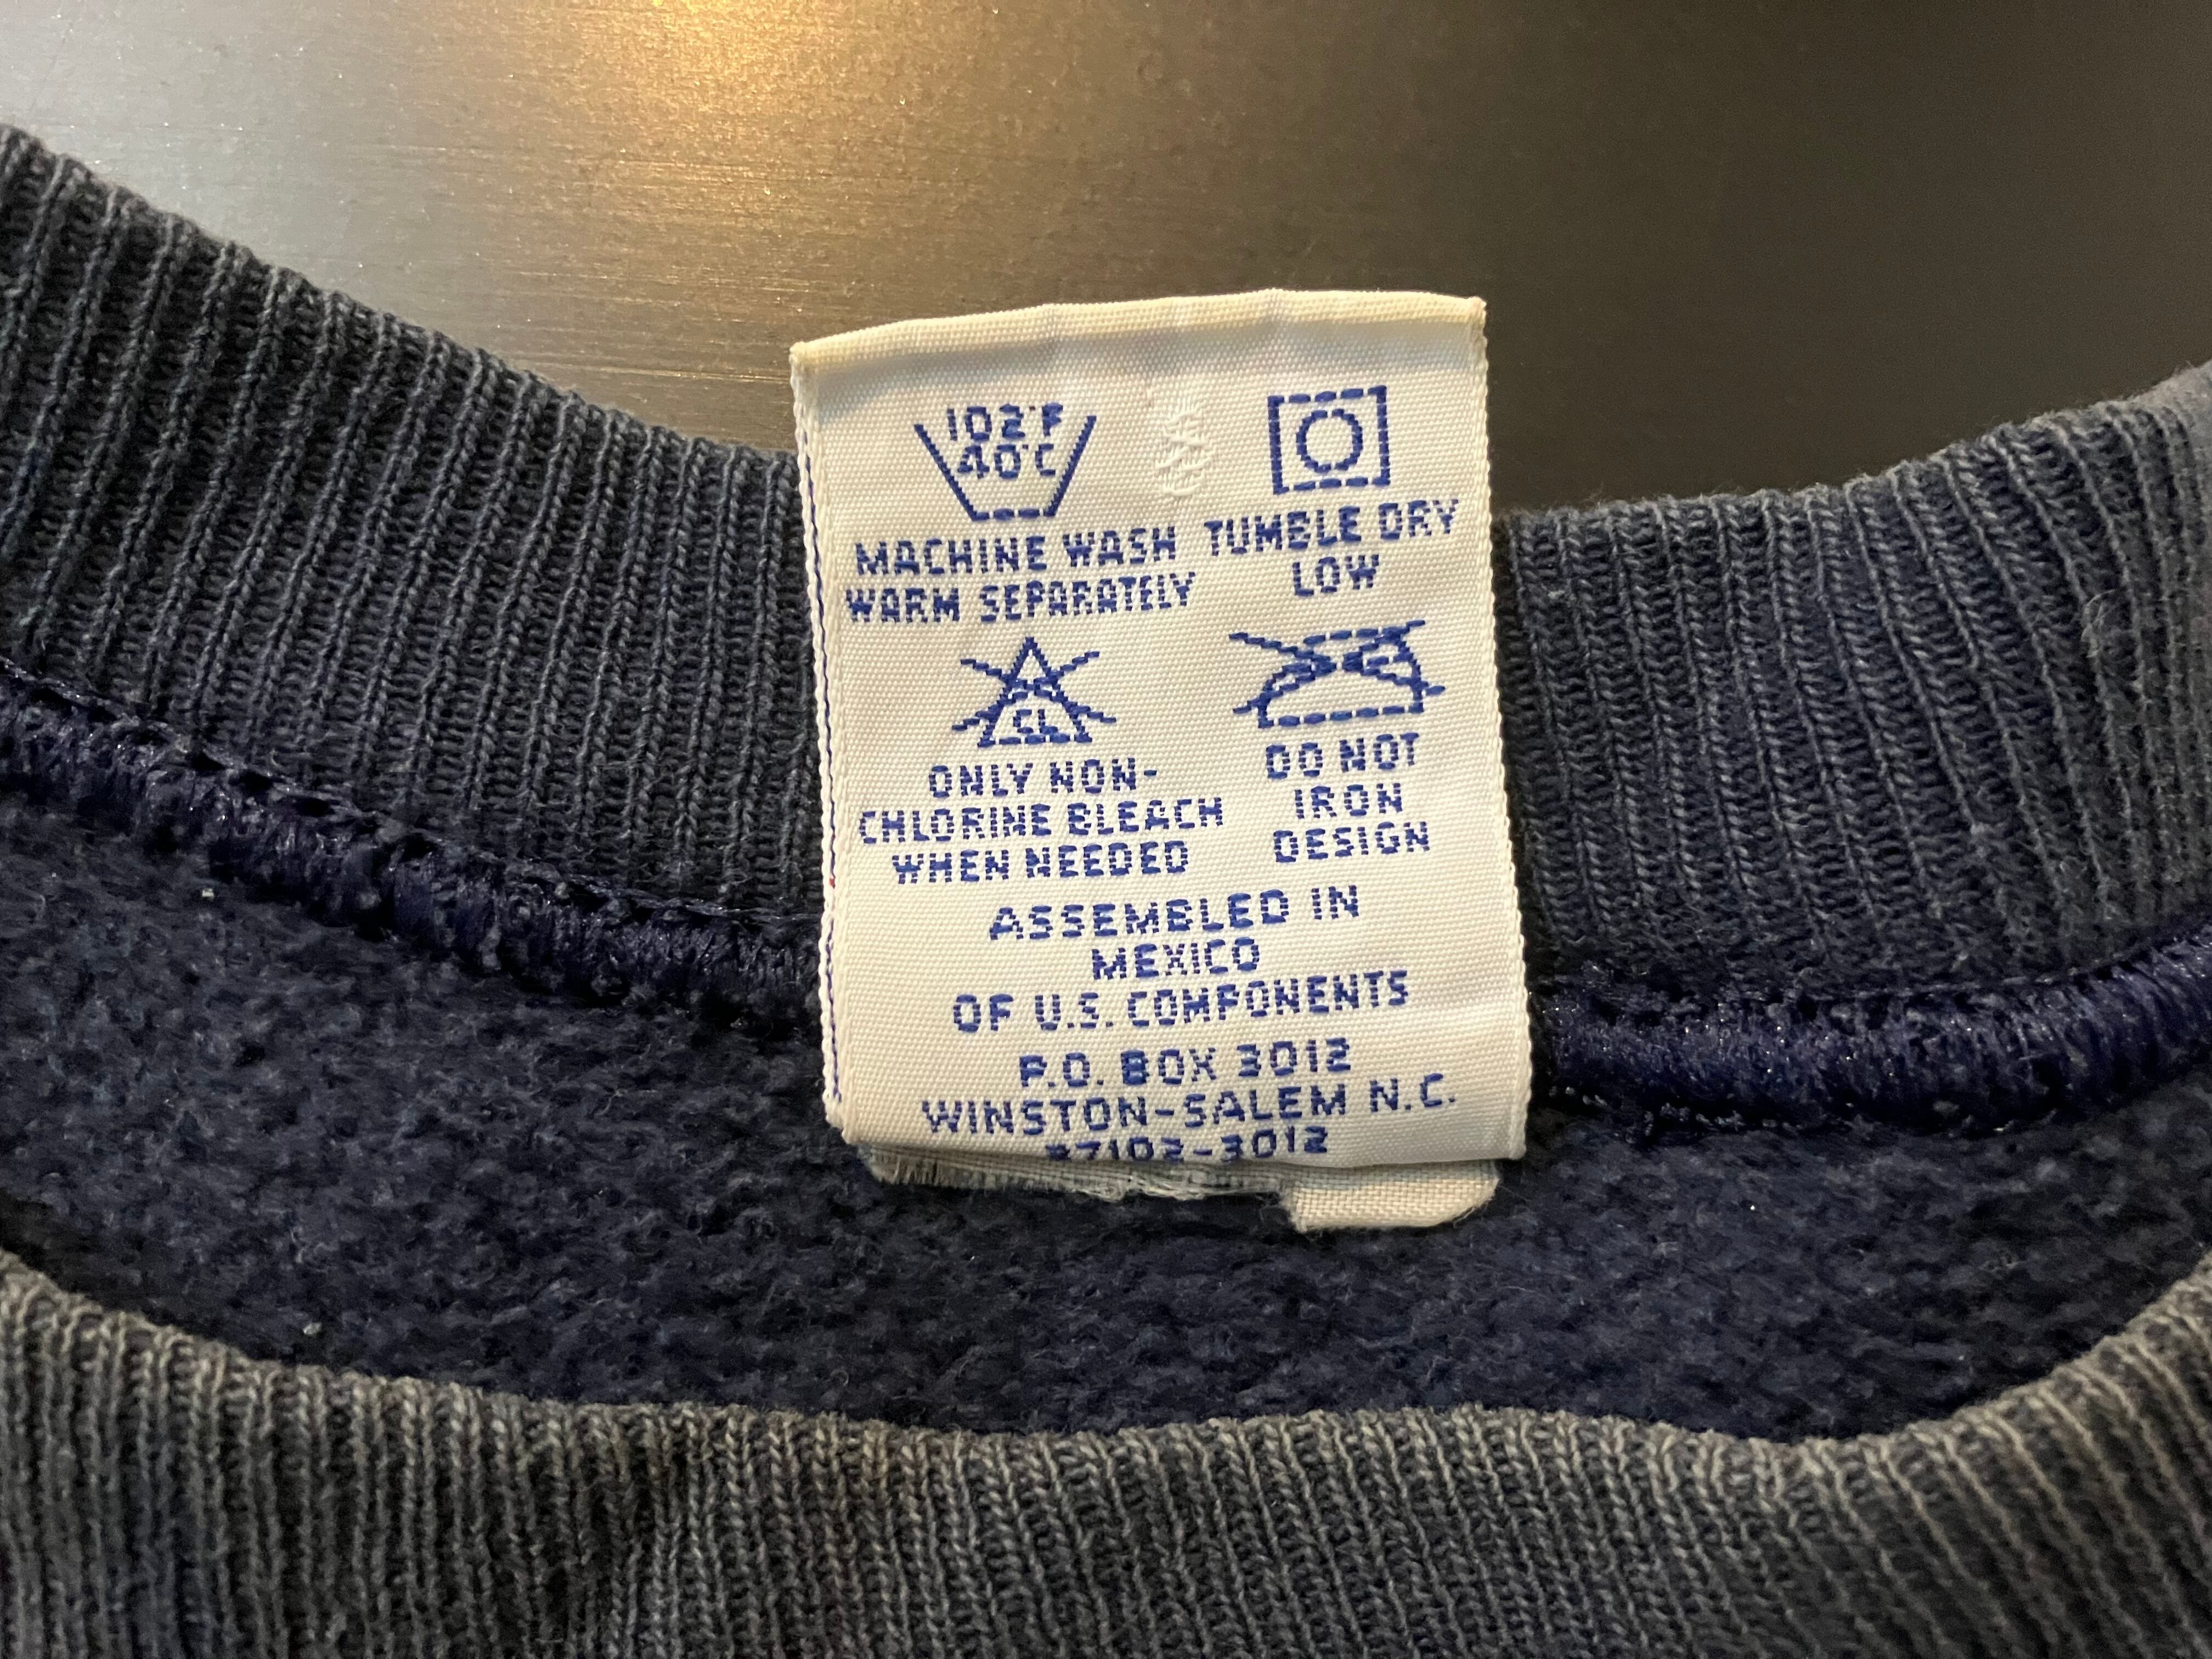 102°F
40°C
MACHINE WASH
WARM SEPARATELY
TUMBLE DRY
LOW
CL
ONLY NON-
CHLORINE BLEACH
WHEN NEEDED
DO NOT
IRON
DESIGN
ASSEMBLED IN
MEXICO
OF U.S. COMPONENTS
P.O. BOX 3012
WINSTON-SALEM N.C.
27102-3012